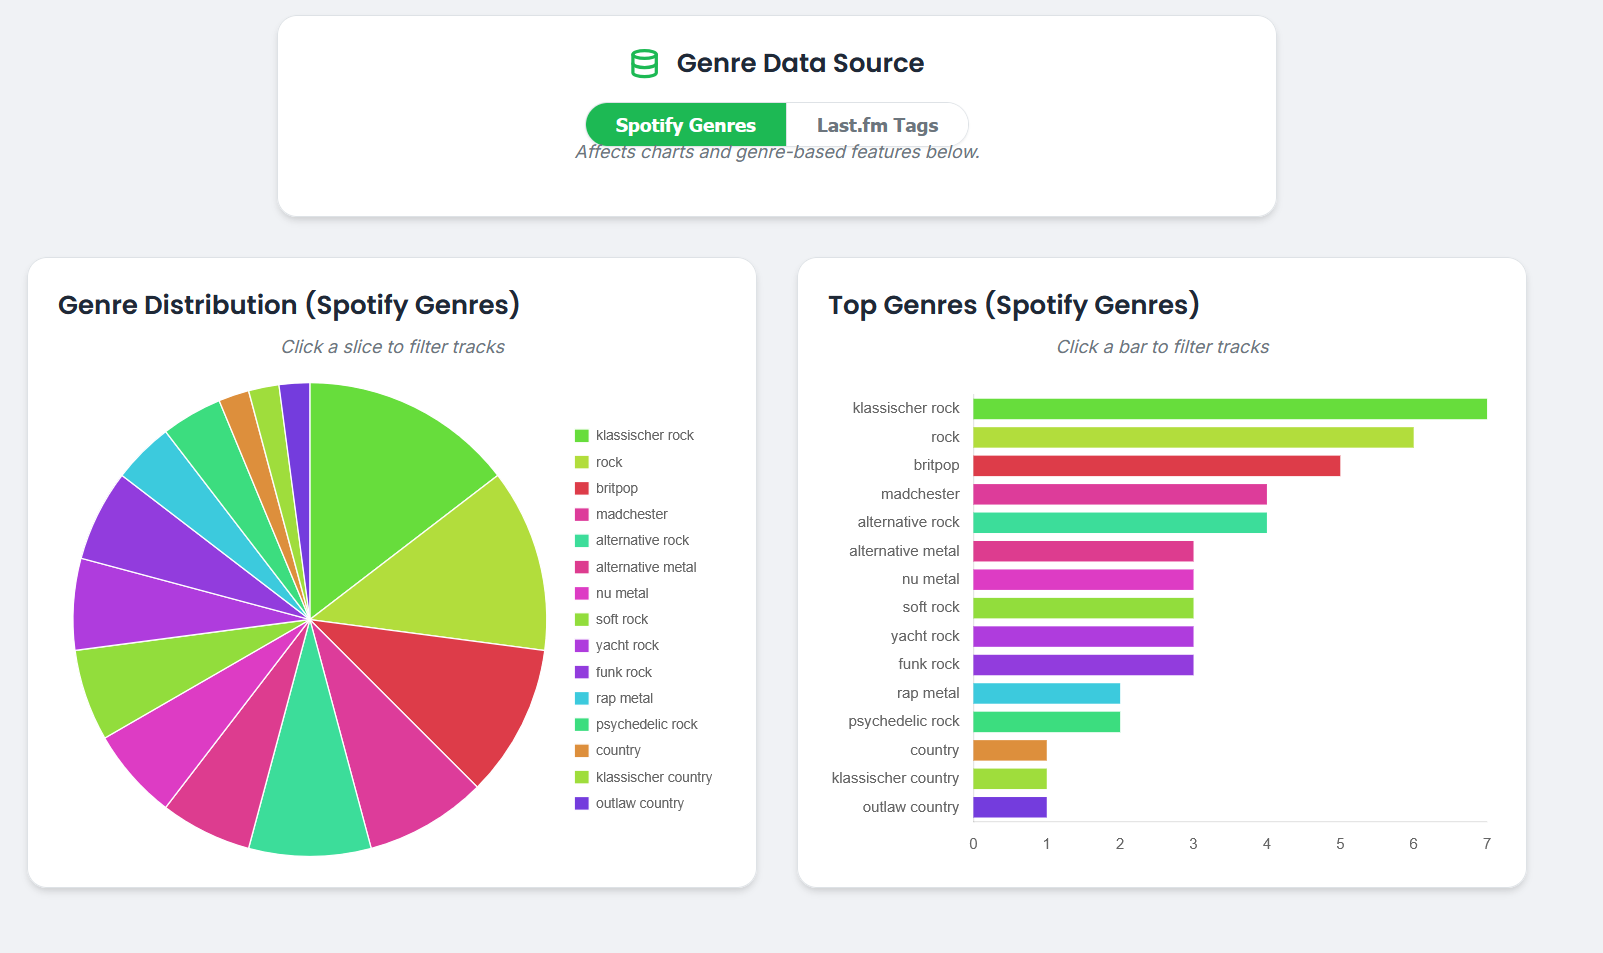 Genre Data Source
Spotify Genres
Last.fm Tags
Affects charts and genre-based features below.
Genre Distribution (Spotify Genres)
Click a slice to filter tracks
klassischer rock
rock
britpop
madchester
alternative rock
alternative metal
nu metal
soft rock
yacht rock
funk rock
rap metal
psychedelic rock
country
klassischer country
outlaw country
Top Genres (Spotify Genres)
Click a bar to filter tracks
klassischer rock
rock
britpop
madchester
alternative rock
alternative metal
nu metal
soft rock
yacht rock
funk rock
rap metal
psychedelic rock
country
klassischer country
outlaw country
0 1 2 3 4 5 6 7